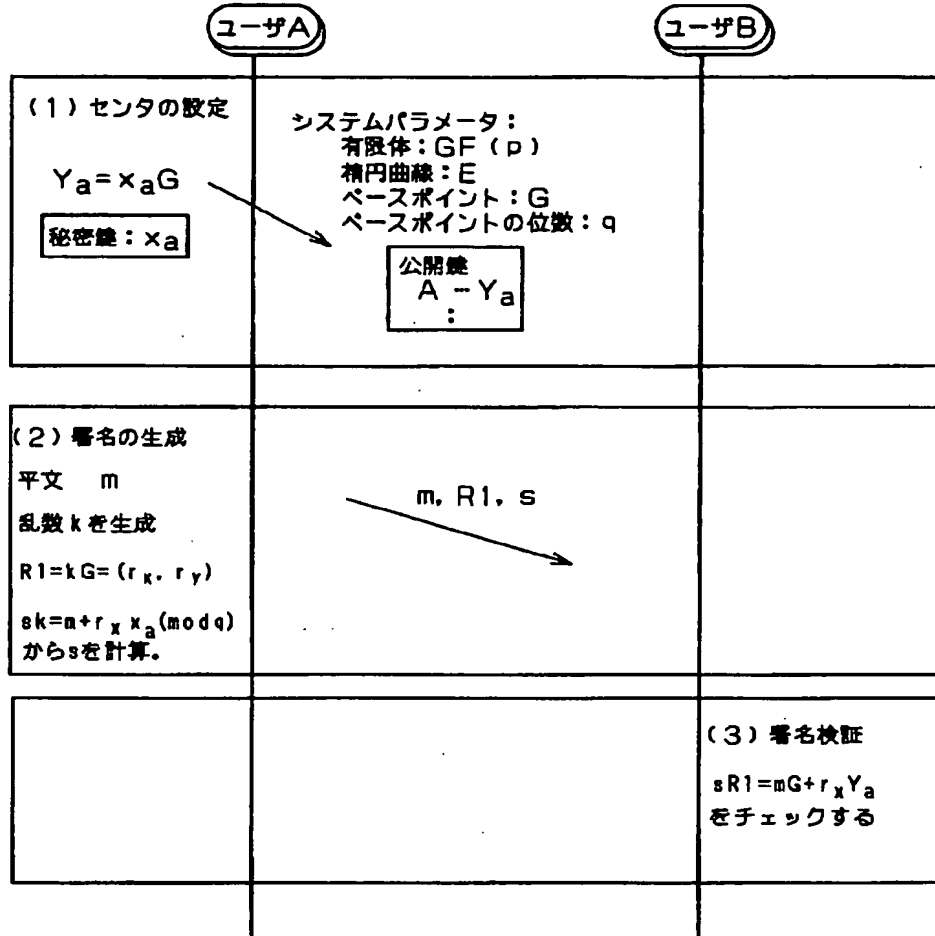 ユーザA
ユーザB
(1)センタの設定
システムパラメータ:
有限体:GF(p)
楕円曲線:E
ベースポイント:G
ベースポイントの位数:q
Ya=xaG
秘密鍵:xa
公開鍵
A -Ya
:
(2)署名の生成
平文 m
乱数kを生成
R1=kG=(rx, ry)
sk=m+rx xa(modq)
からsを計算。
m, R1, s
(3)署名検証
sR1=mG+rxYa
をチェックする